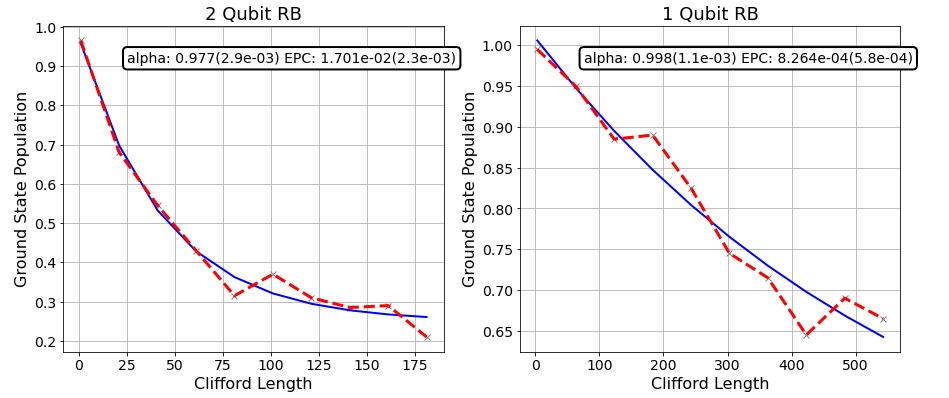 2 Qubit RB
alpha: 0.977(2.9e-03) EPC: 1.701e-02(2.3e-03)
Ground State Population
1.0
0.9
0.8
0.7
0.6
0.5
0.4
0.3
0.2
0 25 50 75 100 125 150 175
Clifford Length
1 Qubit RB
alpha: 0.998(1.1e-03) EPC: 8.264e-04(5.8e-04)
Ground State Population
1.00
0.95
0.90
0.85
0.80
0.75
0.70
0.65
0 100 200 300 400 500
Clifford Length